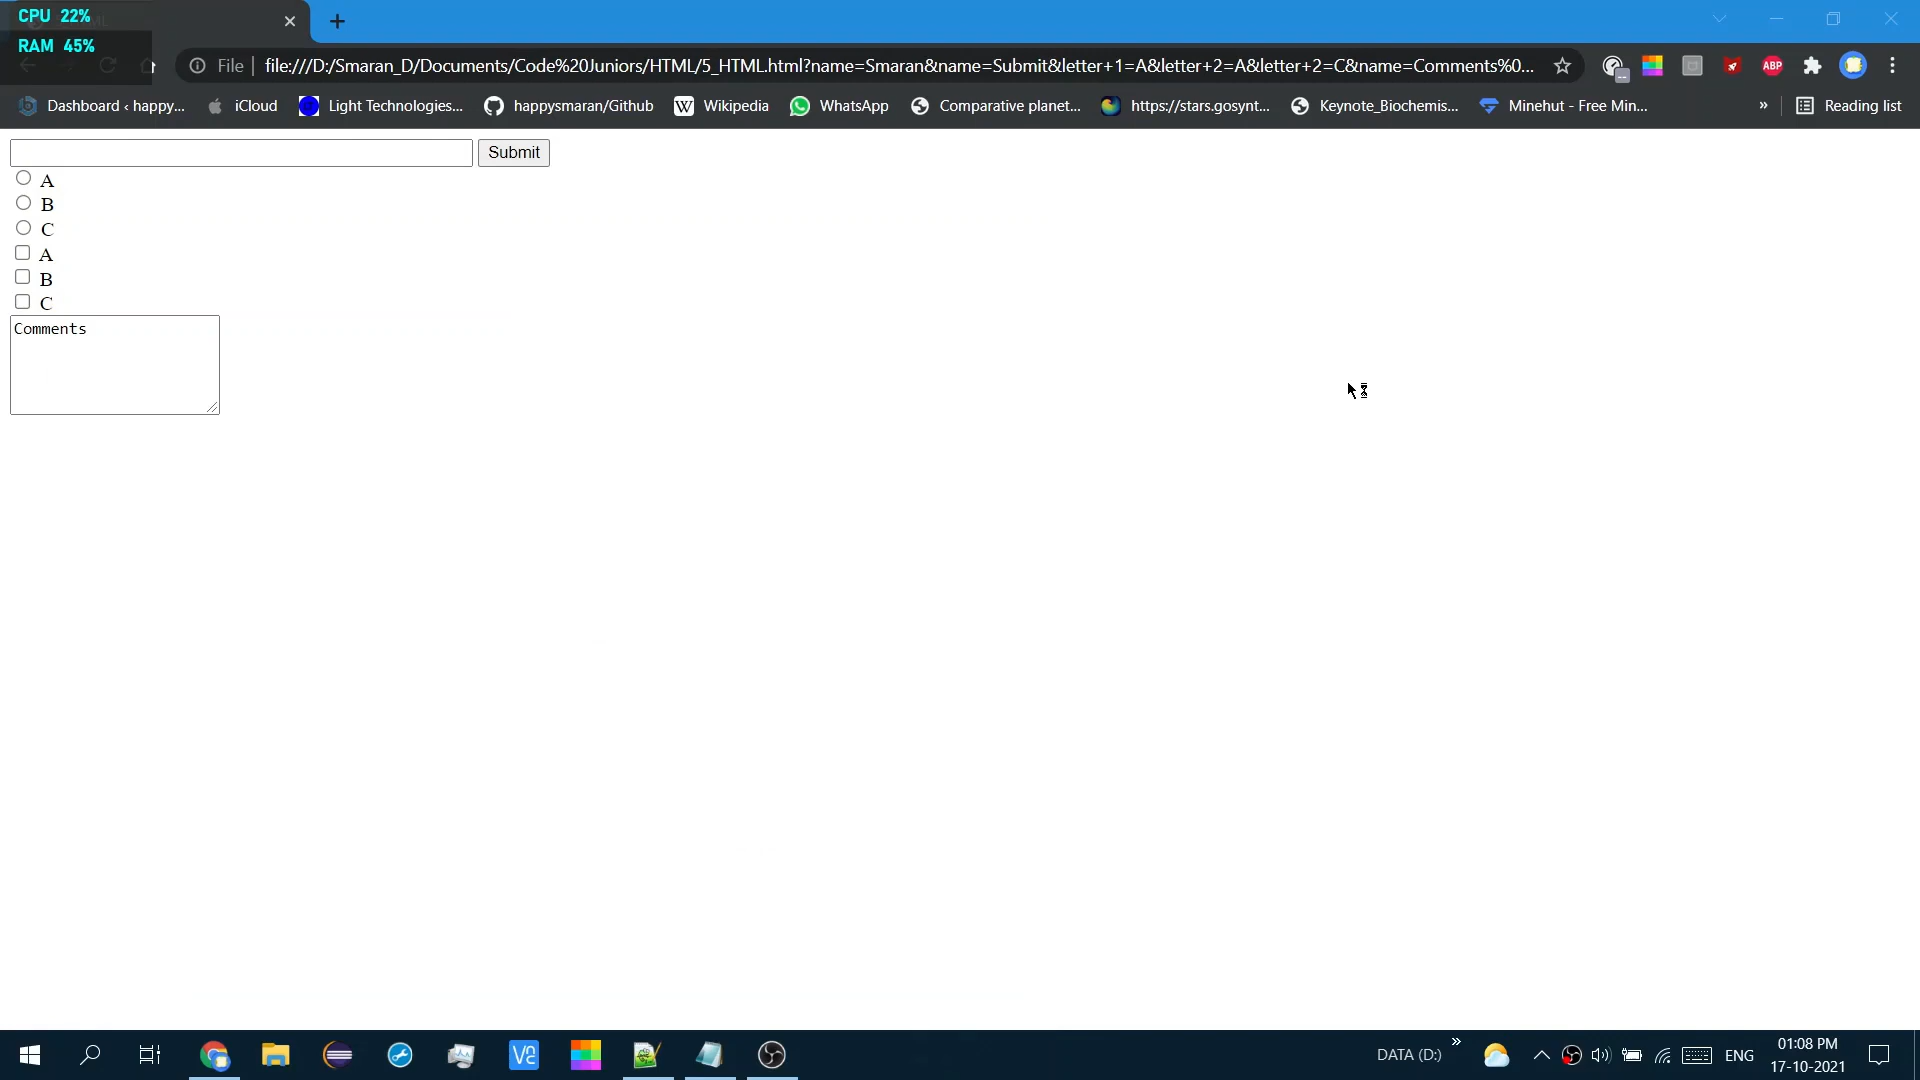 CPU 22%
RAM 45%
File
file:///D:/Smaran_D/Documents/Code%20Juniors/HTML/5_HTML.html?name=Smaran&name=Submit&letter+1=A&letter+2=A&letter+2=C&name=Comments%0...
ABP
Dashboard ‹ happy...
iCloud
Light Technologies...
happysmaran/Github
W
Wikipedia
WhatsApp
Comparative planet...
https://stars.gosynt...
Keynote_Biochemis...
Minehut - Free Min...
»
Reading list
Submit
A
B
C
A
B
C
Comments
V2
DATA (D:)
»
ENG
01:08 PM
17-10-2021